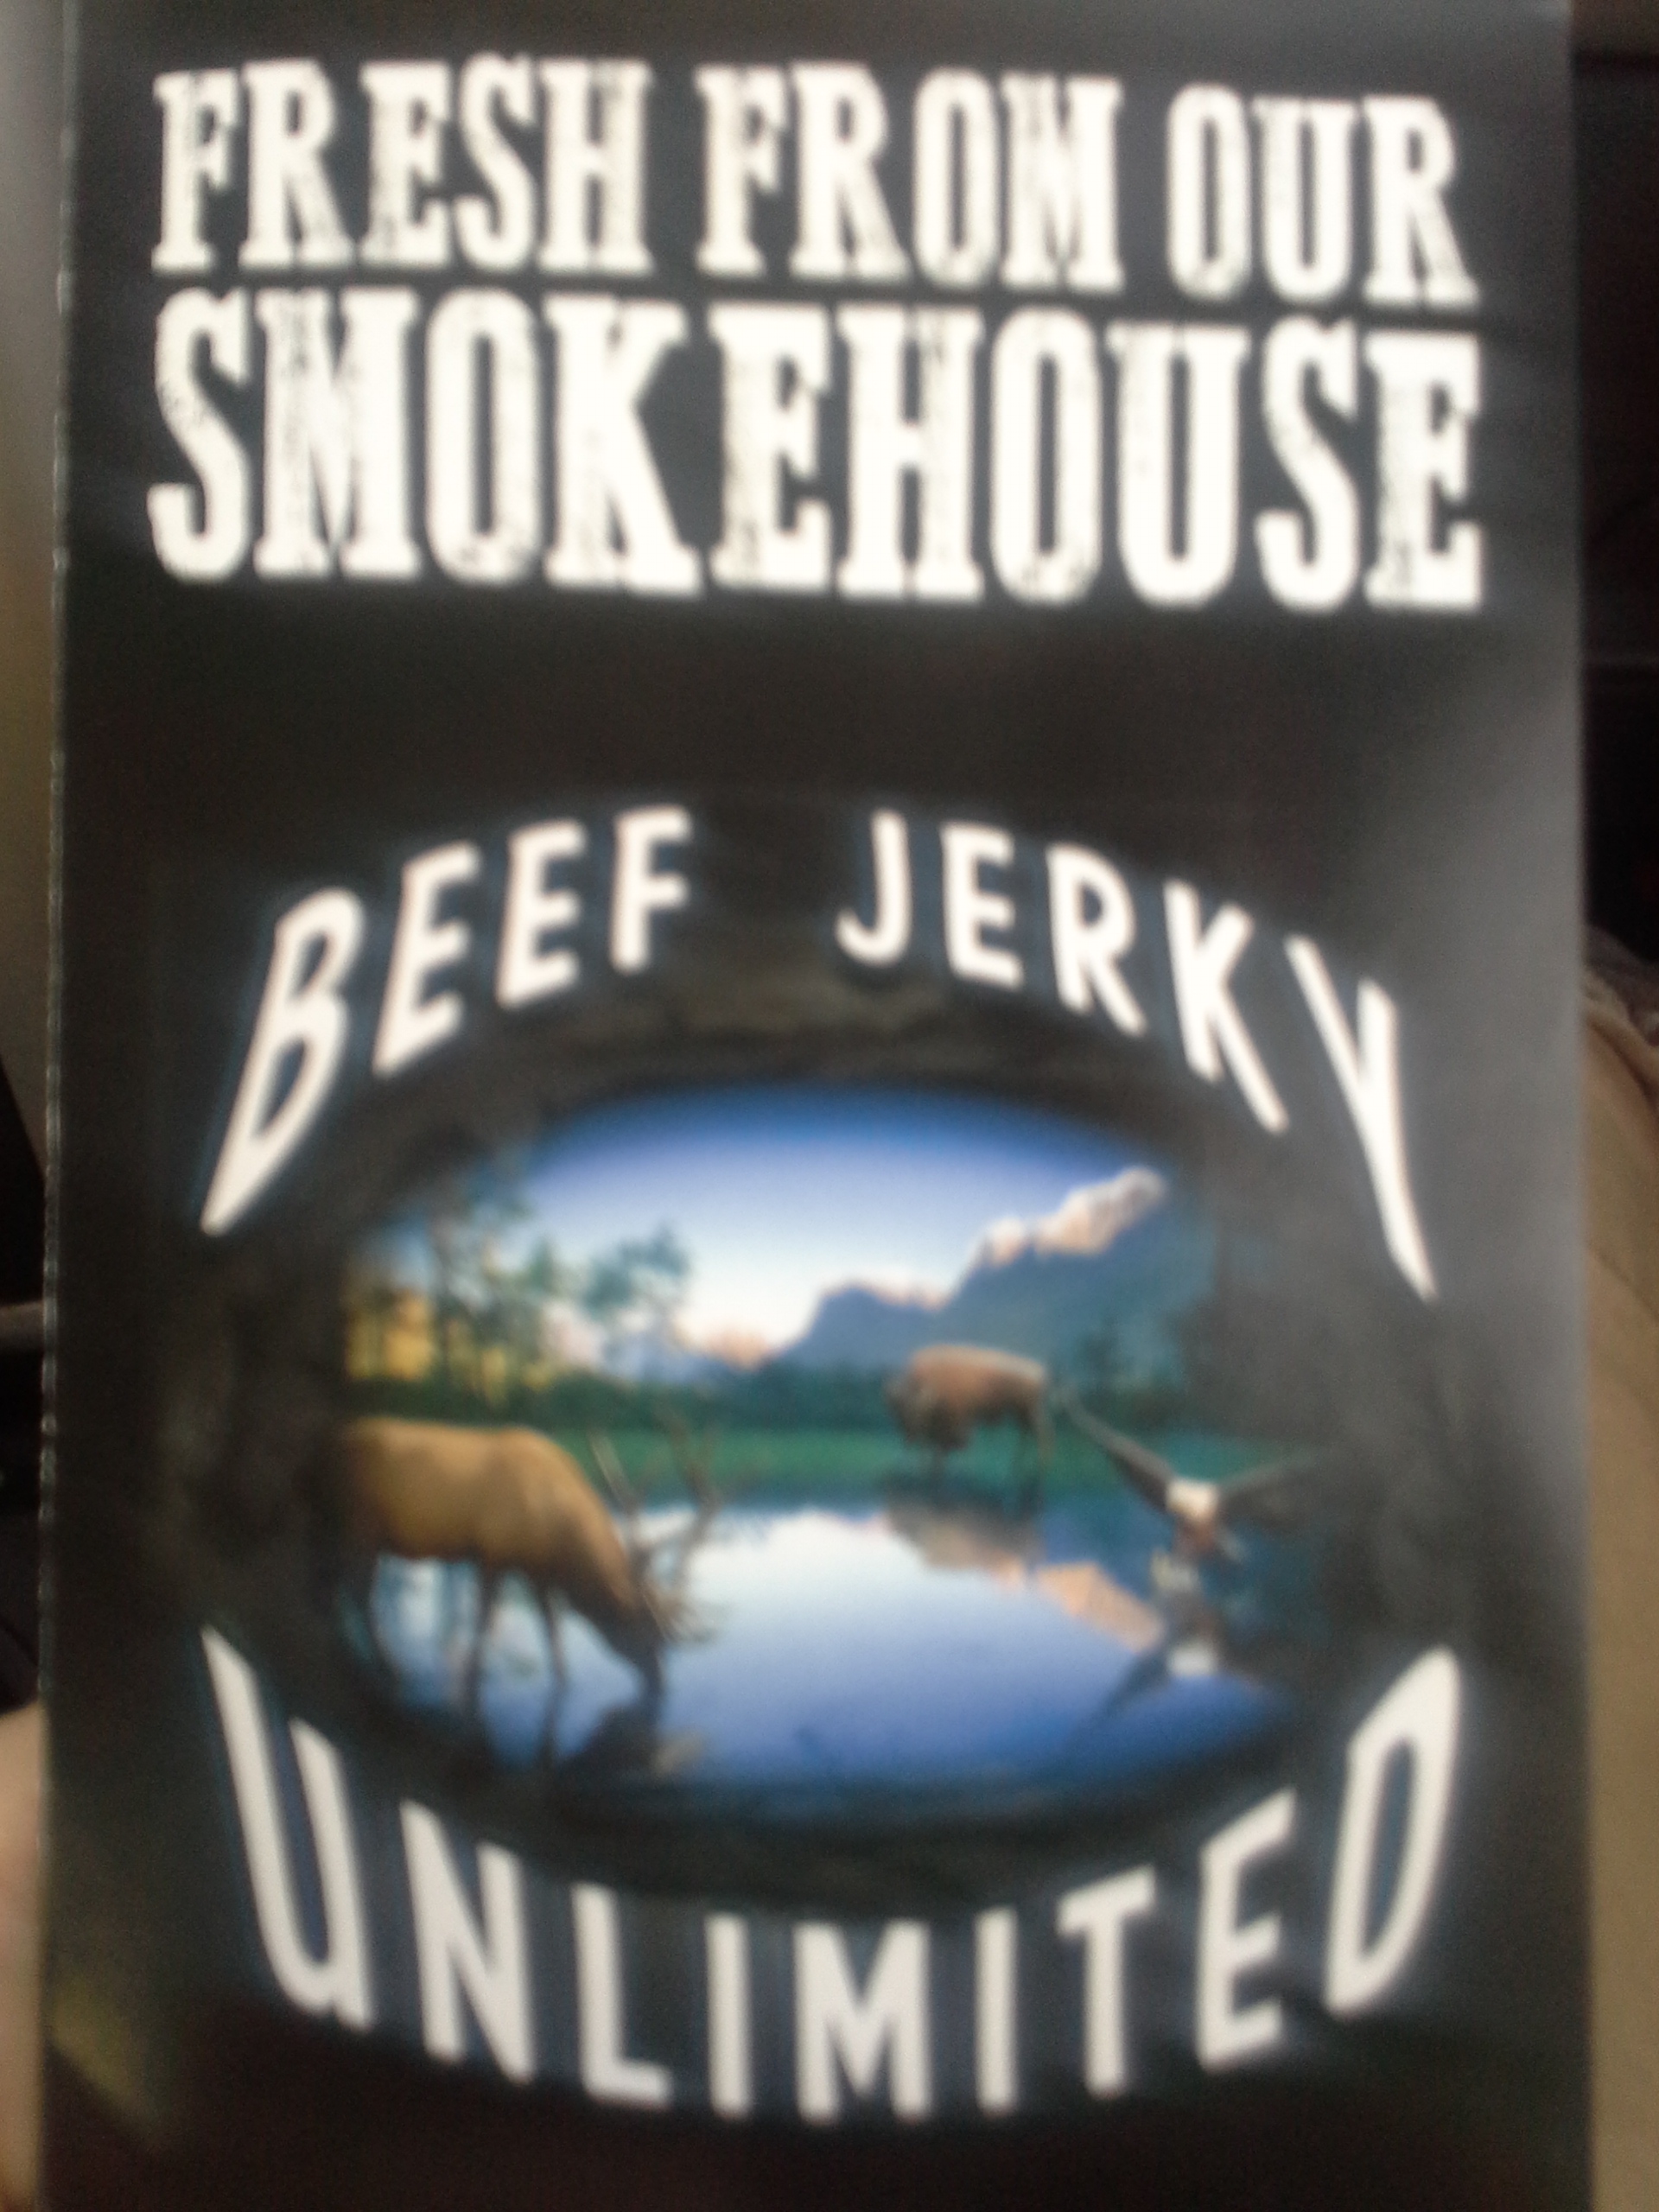 FRESH FROM OUR
SMOKEHOUSE
BEEF JERKY
UNLIMITED